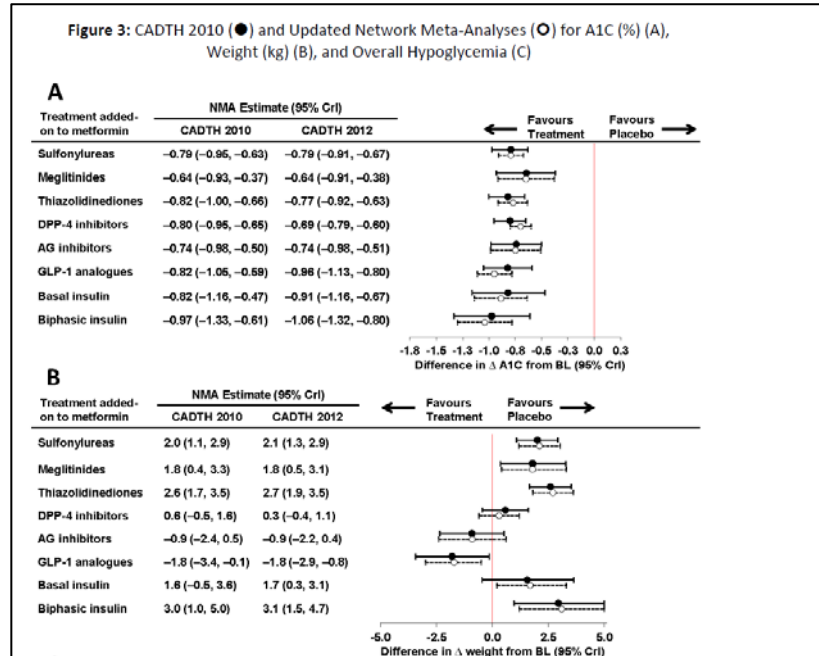 Figure 3: CADTH 2010 (●) and Updated Network Meta-Analyses (○) for A1C (%) (A),
Weight (kg) (B), and Overall Hypoglycemia (C)
A
NMA Estimate (95% CrI)
Treatment added-on to metformin CADTH 2010 CADTH 2012
Favours Treatment Favours Placebo
Sulfonylureas −0.79 (−0.95, −0.63) −0.79 (−0.91, −0.67)
Meglitinides −0.64 (−0.93, −0.37) −0.64 (−0.91, −0.38)
Thiazolidinediones −0.82 (−1.00, −0.66) −0.77 (−0.92, −0.63)
DPP-4 inhibitors −0.80 (−0.95, −0.65) −0.69 (−0.79, −0.60)
AG inhibitors −0.74 (−0.98, −0.50) −0.74 (−0.98, −0.51)
GLP-1 analogues −0.82 (−1.05, −0.59) −0.96 (−1.13, −0.80)
Basal insulin −0.82 (−1.16, −0.47) −0.91 (−1.16, −0.67)
Biphasic insulin −0.97 (−1.33, −0.61) −1.06 (−1.32, −0.80)
-1.8 -1.3 -1.0 -0.8 -0.5 -0.3 0.0 0.3
Difference in Δ A1C from BL (95% CrI)
B
NMA Estimate (95% CrI)
Treatment added-on to metformin CADTH 2010 CADTH 2012
Favours Treatment Favours Placebo
Sulfonylureas 2.0 (1.1, 2.9) 2.1 (1.3, 2.9)
Meglitinides 1.8 (0.4, 3.3) 1.8 (0.5, 3.1)
Thiazolidinediones 2.6 (1.7, 3.5) 2.7 (1.9, 3.5)
DPP-4 inhibitors 0.6 (−0.5, 1.6) 0.3 (−0.4, 1.1)
AG inhibitors −0.9 (−2.4, 0.5) −0.9 (−2.2, 0.4)
GLP-1 analogues −1.8 (−3.4, −0.1) −1.8 (−2.9, −0.8)
Basal insulin 1.6 (−0.5, 3.6) 1.7 (0.3, 3.1)
Biphasic insulin 3.0 (1.0, 5.0) 3.1 (1.5, 4.7)
-5.0 -2.5 0.0 2.5 5.0
Difference in Δ weight from BL (95% CrI)